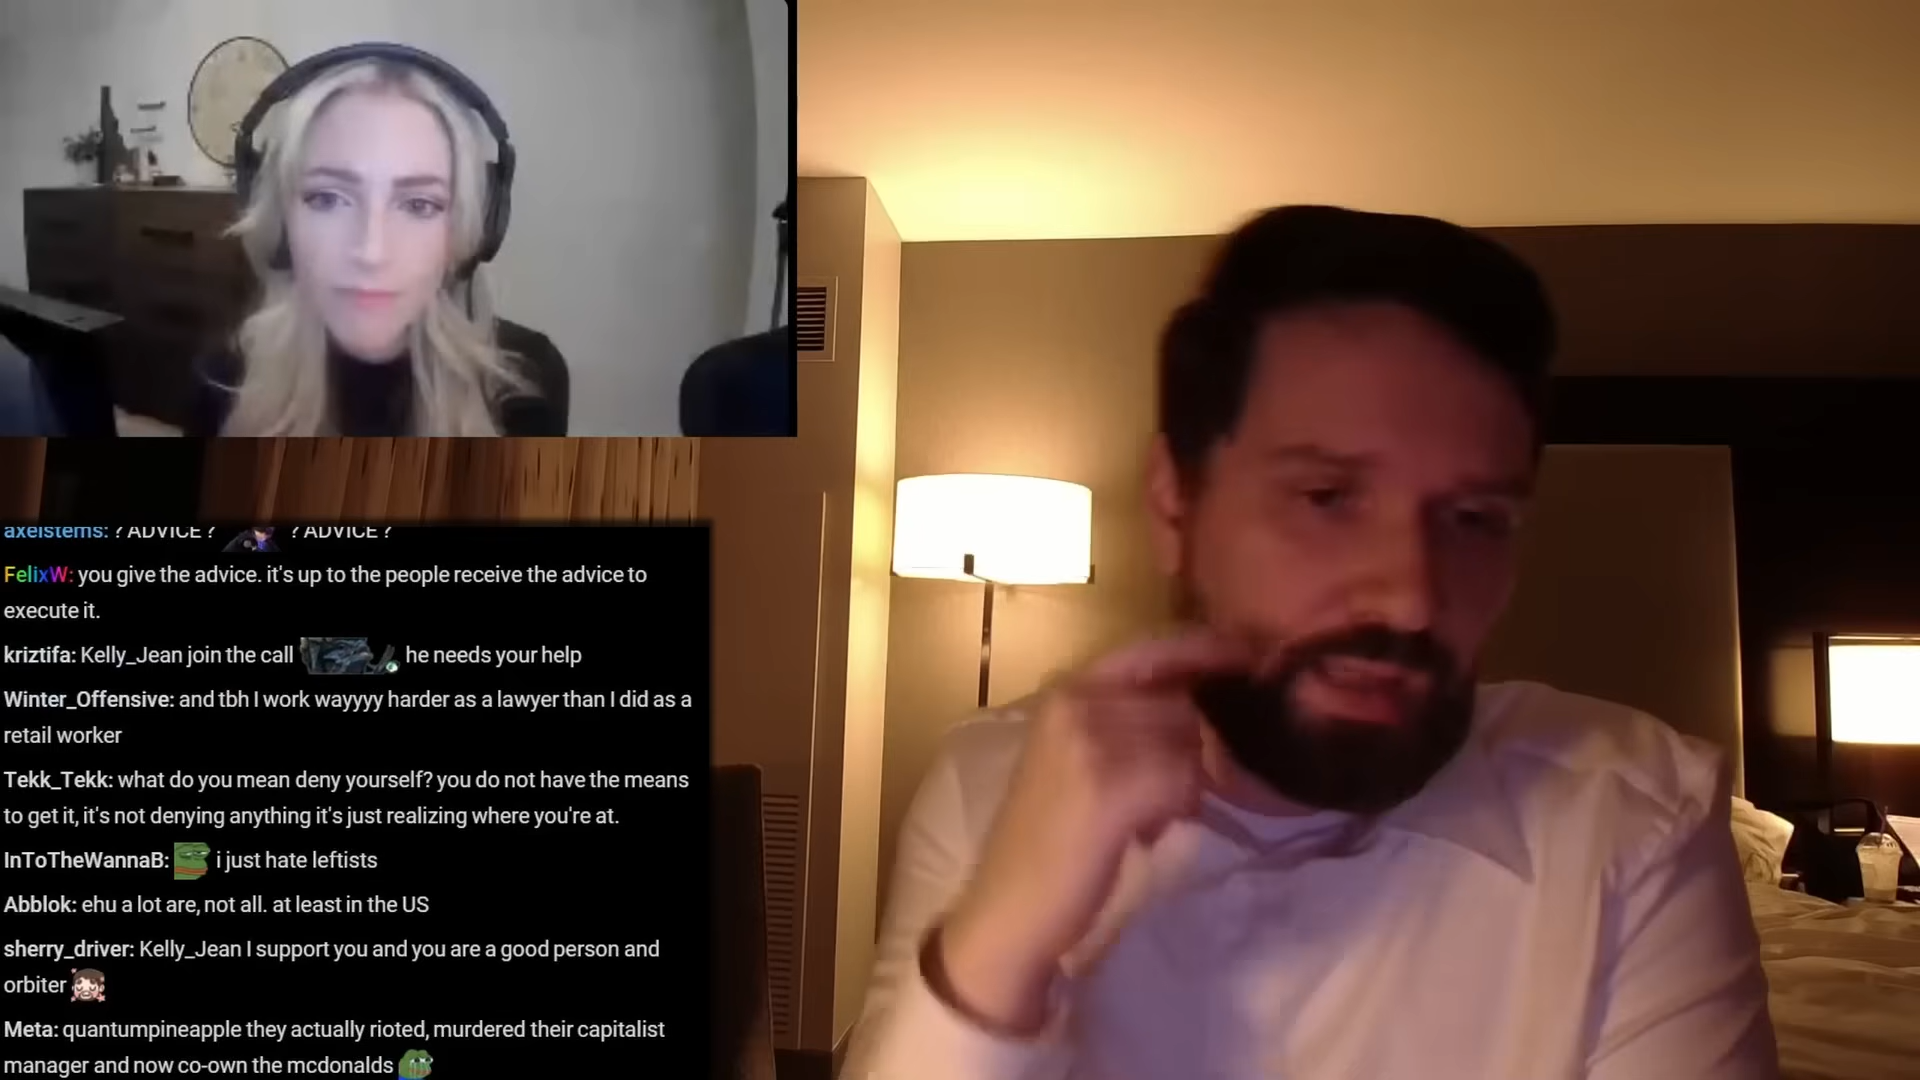 axelstems: ? ADVICE ? ? ADVICE ?
FelixW: you give the advice. it's up to the people receive the advice to
execute it.
kriztifa: Kelly_Jean join the call he needs your help
Winter_Offensive: and tbh I work wayyyy harder as a lawyer than I did as a
retail worker
Tekk_Tekk: what do you mean deny yourself? you do not have the means
to get it, it's not denying anything it's just realizing where you're at.
InToTheWannaB: i just hate leftists
Abblok: ehu a lot are, not all. at least in the US
sherry_driver: Kelly_Jean I support you and you are a good person and
orbiter
Meta: quantumpineapple they actually rioted, murdered their capitalist
manager and now co-own the mcdonalds